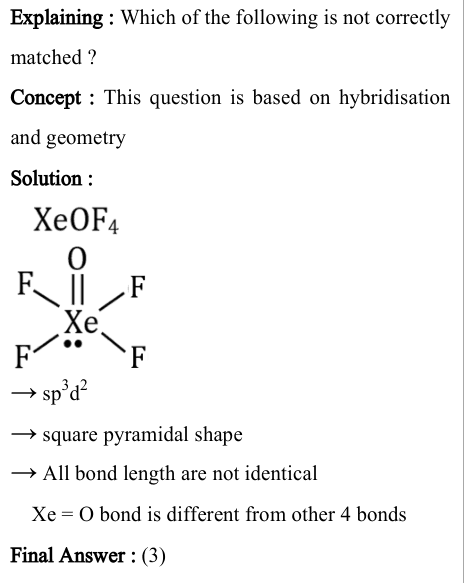 Explaining : Which of the following is not correctly
matched ?
Concept : This question is based on hybridisation
and geometry
Solution :
XeOF₄
O
F F
Xe
F F
→ sp³d²
→ square pyramidal shape
→ All bond length are not identical
Xe = O bond is different from other 4 bonds
Final Answer : (3)